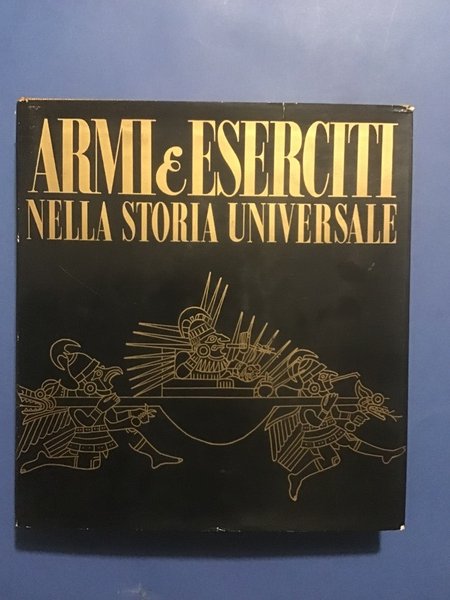 ARMI & ESERCITI
NELLA STORIA UNIVERSALE